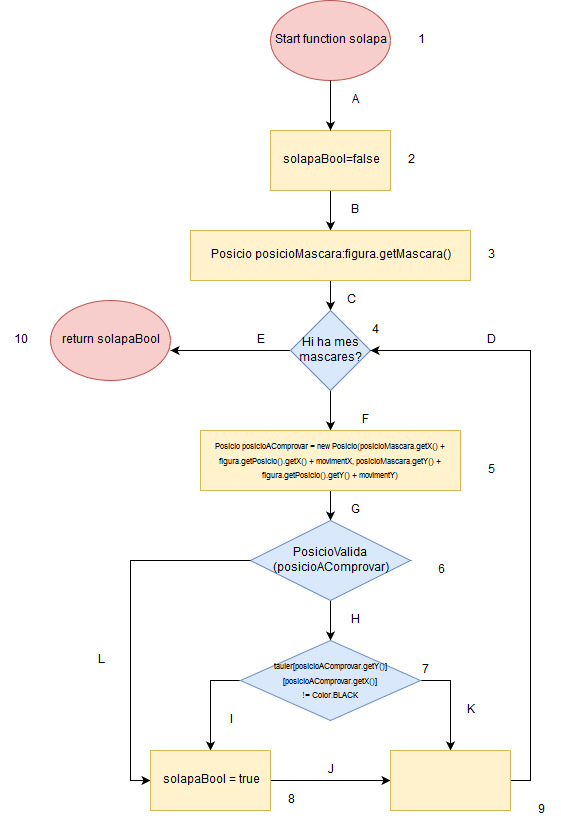 Start function solapa
1
A
solapaBool=false
2
B
Posicio posicioMascara:figura.getMascara()
3
C
Hi ha mes
mascares?
4
D
E
return solapaBool
10
F
Posicio posicioAComprovar = new Posicio(posicioMascara.getX() +
figura.getPosicio().getX() + movimentX, posicioMascara.getY() +
figura.getPosicio().getY() + movimentY)
5
G
PosicioValida
(posicioAComprovar)
6
H
L
tauler[posicioAComprovar.getY()]
[posicioAComprovar.getX()]
!= Color.BLACK
7
I
K
solapaBool = true
8
J
9